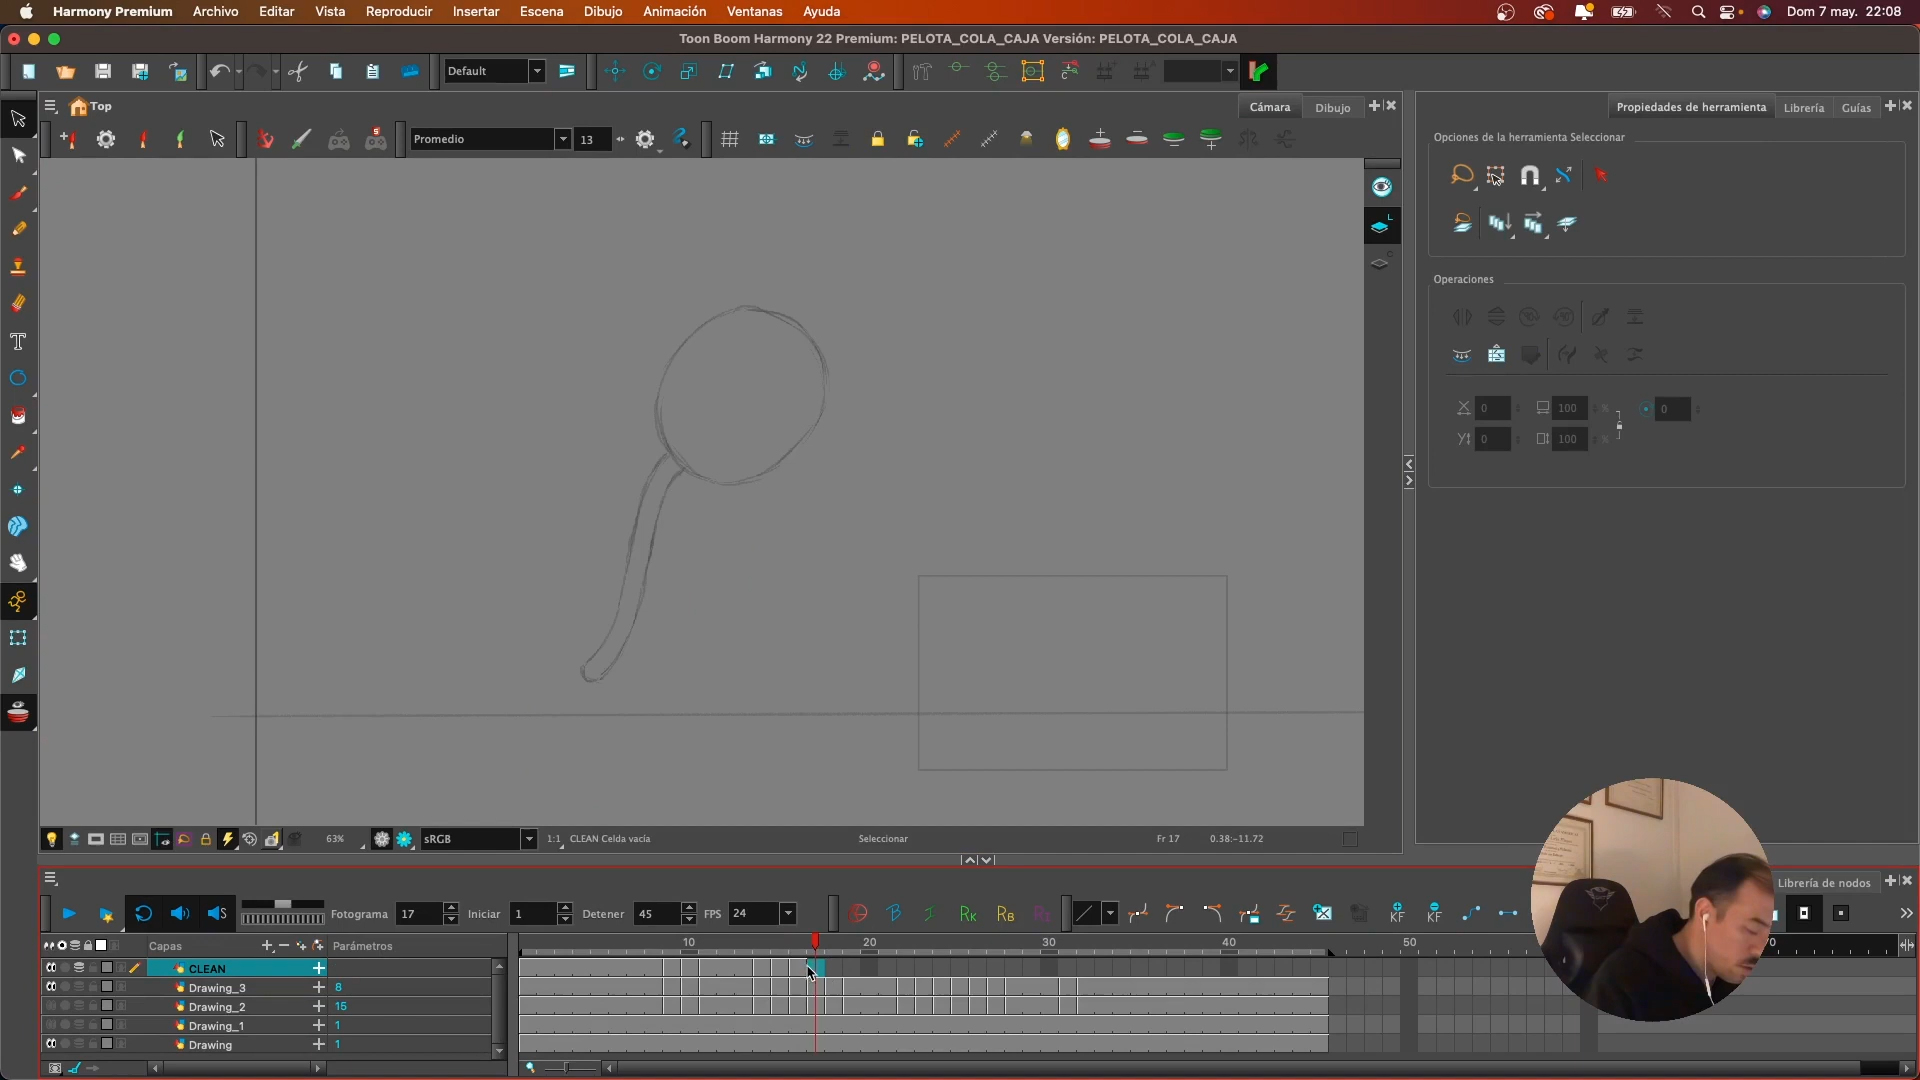 Harmony Premium Archivo Editar Vista Reproducir Insertar Escena Dibujo Animación Ventanas Ayuda Dom 7 may. 22:08
Toon Boom Harmony 22 Premium: PELOTA_COLA_CAJA Versión: PELOTA_COLA_CAJA
Default
Top Cámara Dibujo Propiedades de herramienta Librería Guías
Promedio 13 Opciones de la herramienta Seleccionar
Operaciones
X 0 100 % 0
Y 0 100 %
63% sRGB 1:1 CLEAN Celda vacía Seleccionar Fr 17 0.38:-11.72
Librería de nodos
Fotograma 17 Iniciar 1 Detener 45 FPS 24 RK RB KF KF
Capas Parámetros 10 20 30 40 50
CLEAN
Drawing_3 8
Drawing_2 15
Drawing_1 1
Drawing 1